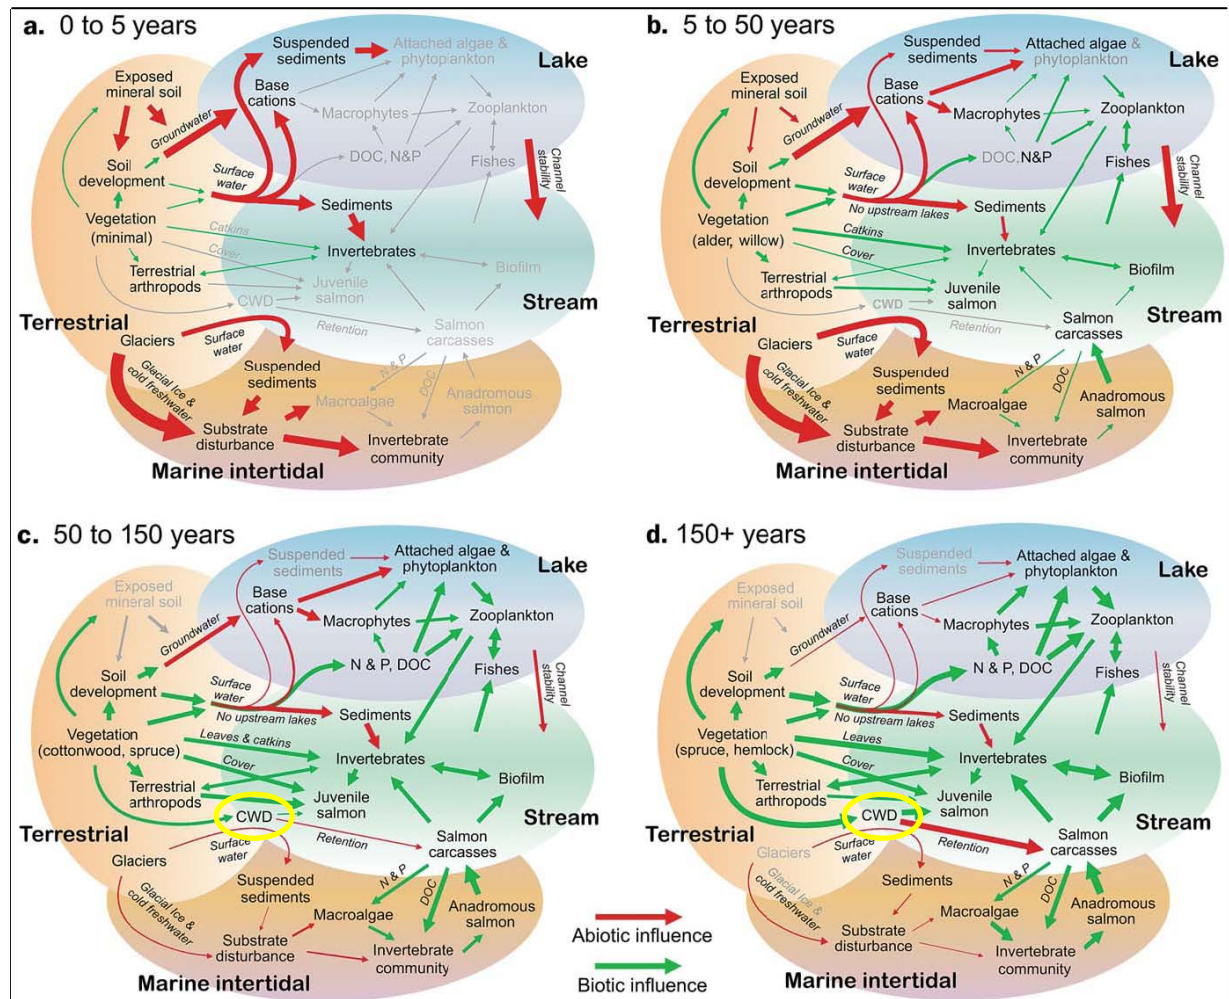 a. 0 to 5 years
Suspended
sediments
Attached algae &
phytoplankton
Lake
Exposed
mineral soil
Base
cations
Groundwater
Macrophytes
Zooplankton
Soil
development
DOC, N&P
Fishes
Channel
stability
Surface
water
Sediments
Vegetation
(minimal)
Catkins
Cover
Invertebrates
Terrestrial
arthropods
Juvenile
salmon
Biofilm
CWD
Stream
Terrestrial
Retention
Salmon
carcasses
Glaciers
Surface
water
Glacial Ice &
cold freshwater
Suspended
sediments
N & P
DOC
Macroalgae
Anadromous
salmon
Substrate
disturbance
Invertebrate
community
Marine intertidal
b. 5 to 50 years
Suspended
sediments
Attached algae &
phytoplankton
Lake
Exposed
mineral soil
Base
cations
Groundwater
Macrophytes
Zooplankton
Soil
development
DOC, N&P
Fishes
Channel
stability
Surface
water
No upstream lakes
Sediments
Vegetation
(alder, willow)
Catkins
Cover
Invertebrates
Terrestrial
arthropods
Juvenile
salmon
Biofilm
CWD
Stream
Terrestrial
Retention
Salmon
carcasses
Glaciers
Surface
water
Glacial Ice &
cold freshwater
Suspended
sediments
N & P
DOC
Macroalgae
Anadromous
salmon
Substrate
disturbance
Invertebrate
community
Marine intertidal
c. 50 to 150 years
Suspended
sediments
Attached algae &
phytoplankton
Lake
Exposed
mineral soil
Base
cations
Groundwater
Macrophytes
Zooplankton
Soil
development
N & P, DOC
Fishes
Channel
stability
Surface
water
No upstream lakes
Sediments
Vegetation
(cottonwood, spruce)
Leaves & catkins
Cover
Invertebrates
Terrestrial
arthropods
Juvenile
salmon
Biofilm
CWD
Stream
Terrestrial
Retention
Salmon
carcasses
Glaciers
Surface
water
Glacial Ice &
cold freshwater
Suspended
sediments
N & P
DOC
Macroalgae
Anadromous
salmon
Substrate
disturbance
Invertebrate
community
Marine intertidal
d. 150+ years
Suspended
sediments
Attached algae &
phytoplankton
Lake
Exposed
mineral soil
Base
cations
Groundwater
Macrophytes
Zooplankton
Soil
development
N & P, DOC
Fishes
Channel
stability
Surface
water
No upstream lakes
Sediments
Vegetation
(spruce, hemlock)
Leaves
Cover
Invertebrates
Terrestrial
arthropods
Juvenile
salmon
Biofilm
CWD
Stream
Terrestrial
Retention
Salmon
carcasses
Glaciers
Surface
water
Glacial Ice &
cold freshwater
Sediments
N & P
DOC
Macroalgae
Anadromous
salmon
Substrate
disturbance
Invertebrate
community
Marine intertidal
Abiotic influence
Biotic influence